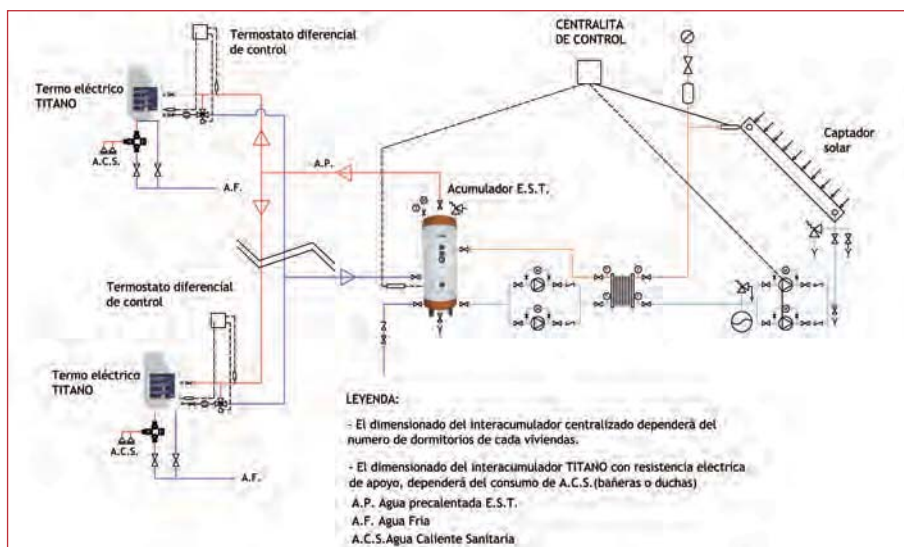 Termostato diferencial
de control
CENTRALITA
DE CONTROL
Termo eléctrico
TITANO
A.C.S.
A.F.
A.P.
Acumulador E.S.T.
Captador
solar
Termostato diferencial
de control
Termo eléctrico
TITANO
A.C.S.
A.F.
LEYENDA:
- El dimensionado del interacumulador centralizado dependerá del
numero de dormitorios de cada viviendas.
- El dimensionado del interacumulador TITANO con resistencia electrica
de apoyo, dependerá del consumo de A.C.S.(bañeras o duchas)
A.P. Agua precalentada E.S.T.
A.F. Agua Fria
A.C.S.Agua Caliente Sanitaria